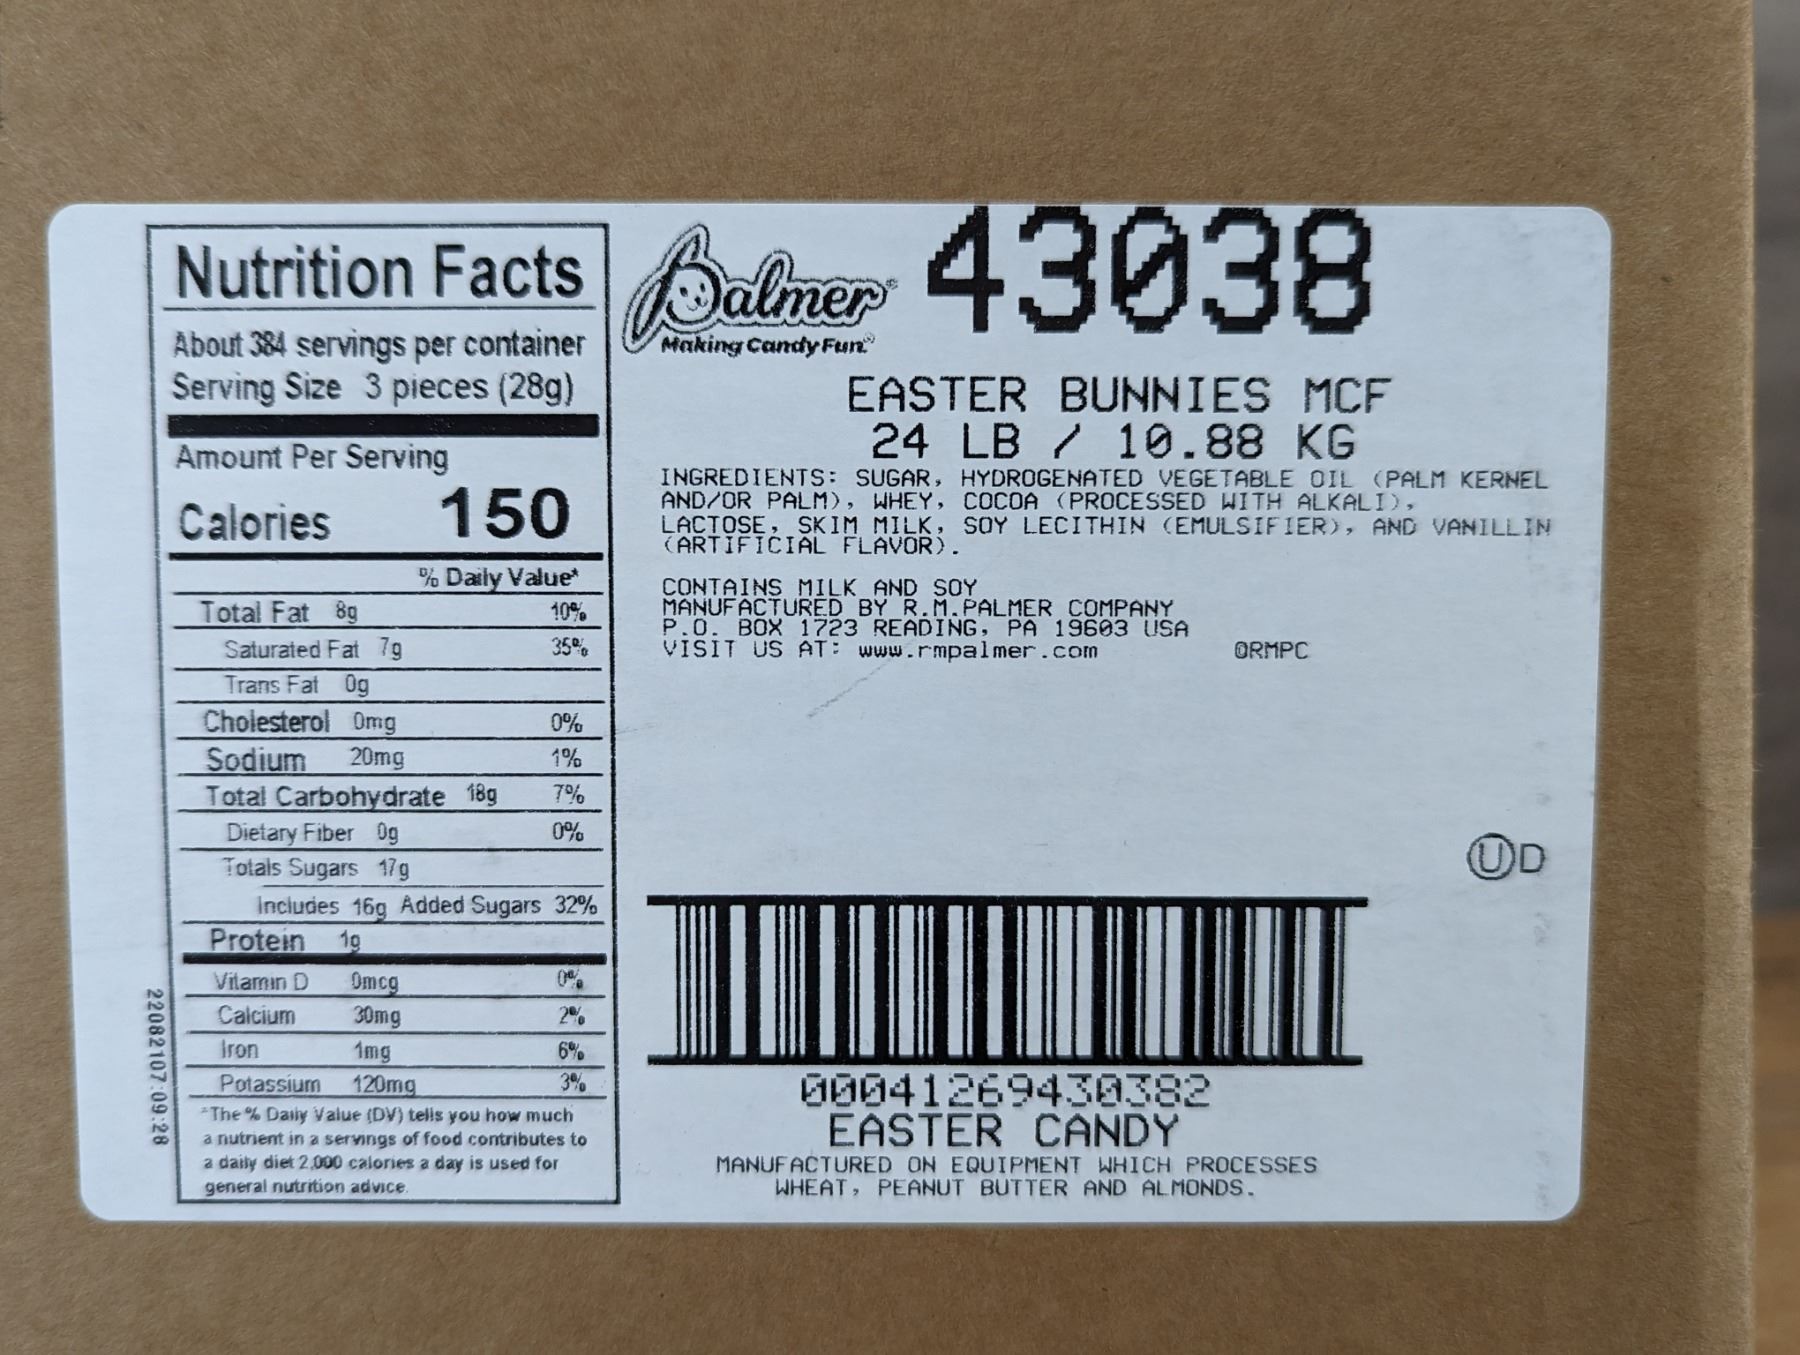 Nutrition Facts
About 384 servings per container
Serving Size 3 pieces (28g)
Amount Per Serving
Calories 150
% Daily Value*
Total Fat 8g 10%
Saturated Fat 7g 35%
Trans Fat 0g
Cholesterol 0mg 0%
Sodium 20mg 1%
Total Carbohydrate 18g 7%
Dietary Fiber 0g 0%
Totals Sugars 17g
Includes 16g Added Sugars 32%
Protein 1g
Vitamin D 0mcg 0%
Calcium 30mg 2%
Iron 1mg 6%
Potassium 120mg 3%
*The % Daily Value (DV) tells you how much
a nutrient in a servings of food contributes to
a daily diet 2,000 calories a day is used for
general nutrition advice.
22082107:09:28
Palmer®
Making Candy Fun.®
43038
EASTER BUNNIES MCF
24 LB / 10.88 KG
INGREDIENTS: SUGAR, HYDROGENATED VEGETABLE OIL (PALM KERNEL
AND/OR PALM), WHEY, COCOA (PROCESSED WITH ALKALI),
LACTOSE, SKIM MILK, SOY LECITHIN (EMULSIFIER), AND VANILLIN
(ARTIFICIAL FLAVOR).
CONTAINS MILK AND SOY
MANUFACTURED BY R.M.PALMER COMPANY
P.O. BOX 1723 READING, PA 19603 USA
VISIT US AT: www.rmpalmer.com @RMPC
ⓊD
00041269430382
EASTER CANDY
MANUFACTURED ON EQUIPMENT WHICH PROCESSES
WHEAT, PEANUT BUTTER AND ALMONDS.